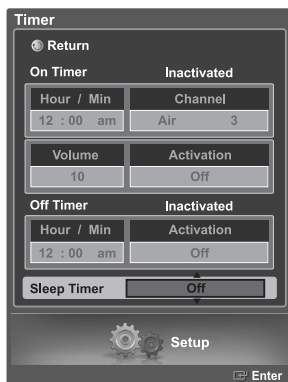 Timer
Return
On Timer Inactivated
Hour / Min Channel
12 : 00 am Air 3
Volume Activation
10 Off
Off Timer Inactivated
Hour / Min Activation
12 : 00 am Off
Sleep Timer Off
Setup
Enter